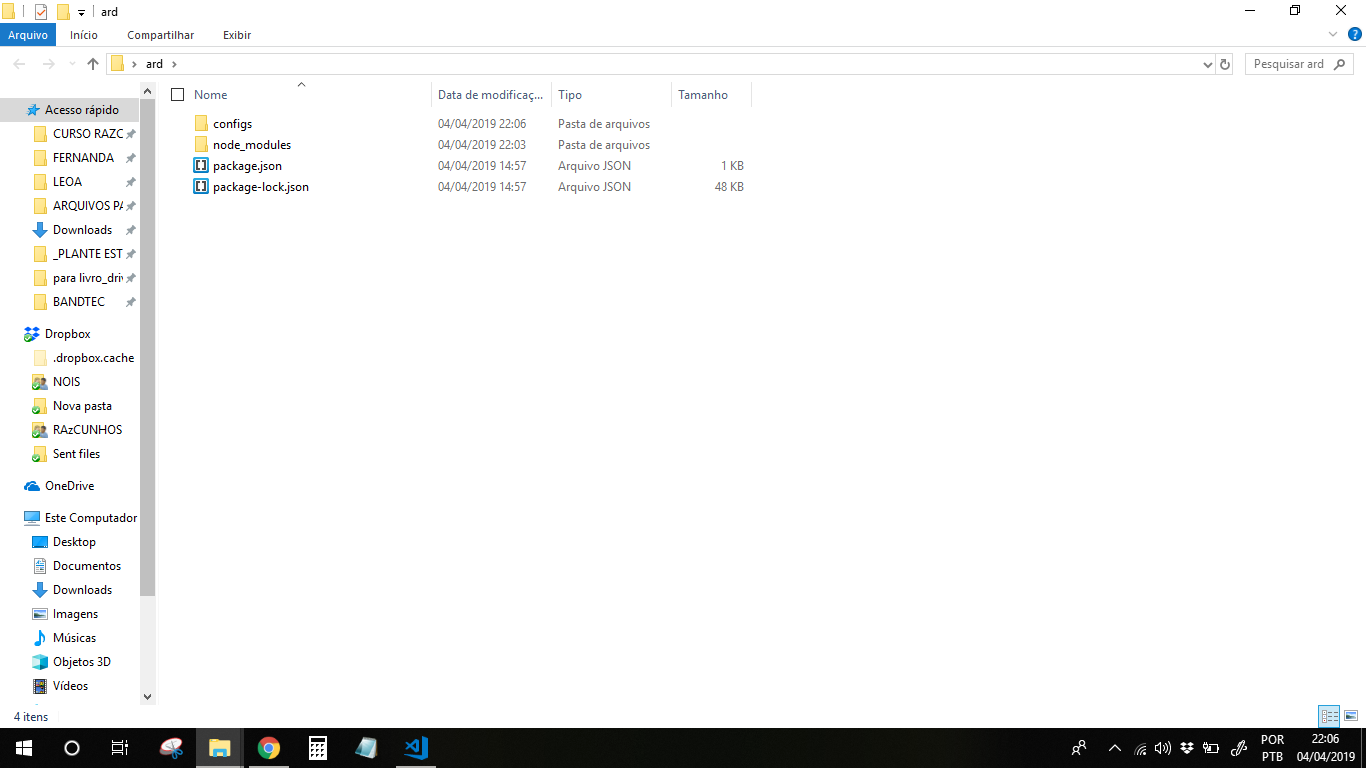 ard
Arquivo Início Compartilhar Exibir
ard Pesquisar ard
Nome Data de modificaç... Tipo Tamanho
configs 04/04/2019 22:06 Pasta de arquivos
node_modules 04/04/2019 22:03 Pasta de arquivos
package.json 04/04/2019 14:57 Arquivo JSON 1 KB
package-lock.json 04/04/2019 14:57 Arquivo JSON 48 KB
Acesso rápido
CURSO RAZC
FERNANDA
LEOA
ARQUIVOS PA
Downloads
_PLANTE EST
para livro_driv
BANDTEC
Dropbox
.dropbox.cache
NOIS
Nova pasta
RAzCUNHOS
Sent files
OneDrive
Este Computador
Desktop
Documentos
Downloads
Imagens
Músicas
Objetos 3D
Vídeos
4 itens
POR 22:06
PTB 04/04/2019